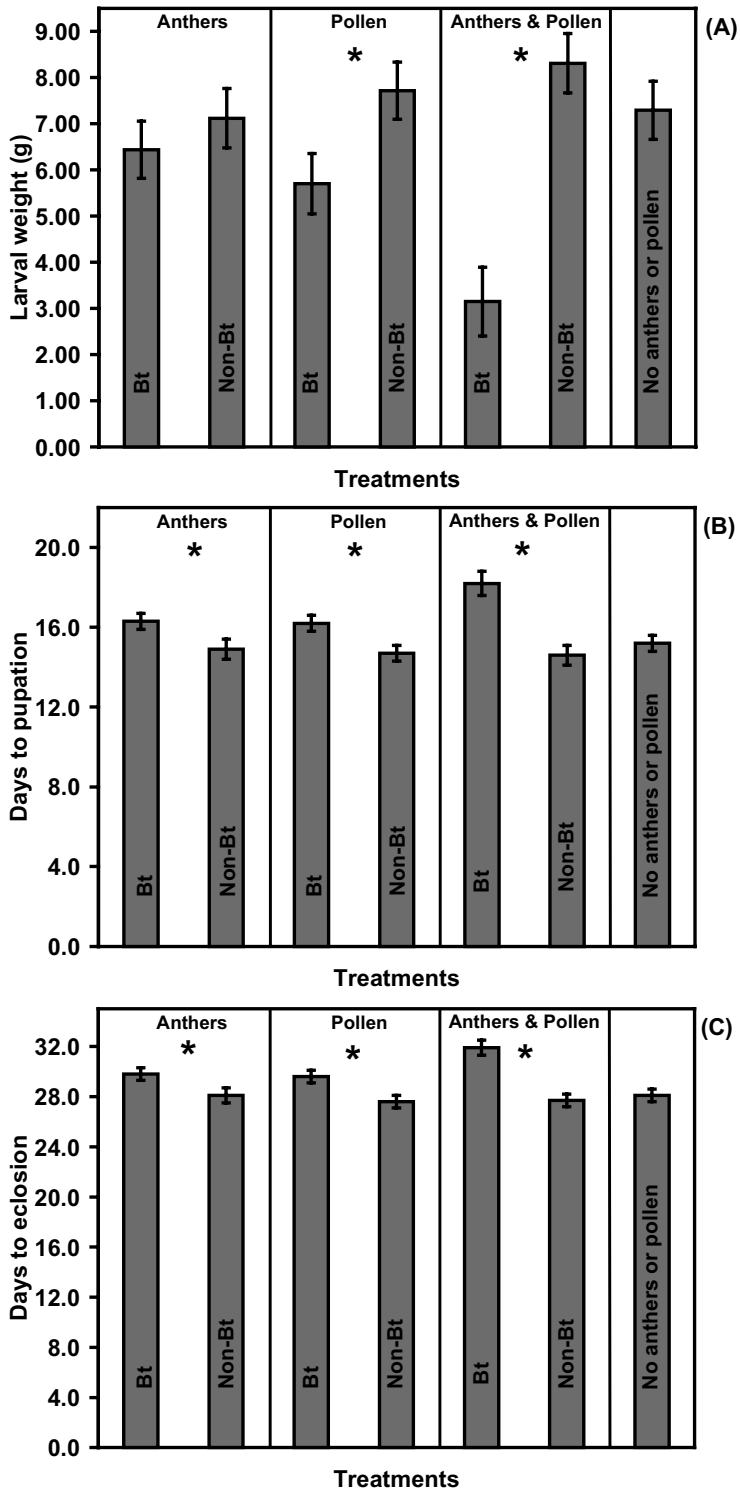 Anthers
Pollen
Anthers & Pollen
(A)
* *
9.00
8.00
7.00
6.00
5.00
4.00
3.00
2.00
1.00
0.00
Larval weight (g)
Bt
Non-Bt
Bt
Non-Bt
Bt
Non-Bt
No anthers or pollen
Treatments
Anthers
Pollen
Anthers & Pollen
(B)
* * *
20.0
16.0
12.0
8.0
4.0
0.0
Days to pupation
Bt
Non-Bt
Bt
Non-Bt
Bt
Non-Bt
No anthers or pollen
Treatments
Anthers
Pollen
Anthers & Pollen
(C)
* * *
32.0
28.0
24.0
20.0
16.0
12.0
8.0
4.0
0.0
Days to eclosion
Bt
Non-Bt
Bt
Non-Bt
Bt
Non-Bt
No anthers or pollen
Treatments